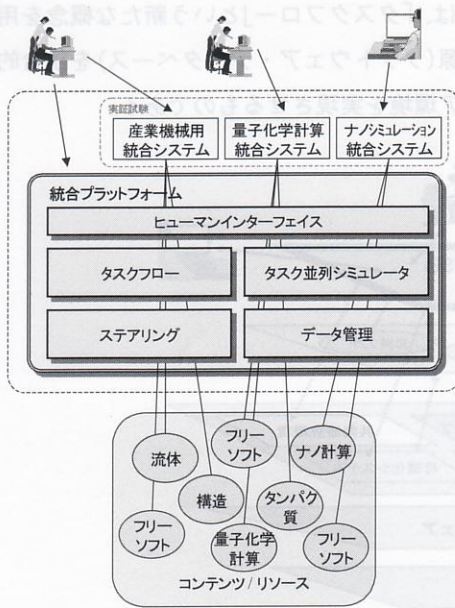 実証試験
産業機械用
統合システム
量子化学計算
統合システム
ナノシミュレーション
統合システム
統合プラットフォーム
ヒューマンインターフェイス
タスクフロー
タスク並列シミュレータ
ステアリング
データ管理
流体
フリー
ソフト
ナノ計算
構造
タンパク
質
フリー
ソフト
量子化学
計算
フリー
ソフト
コンテンツ / リソース